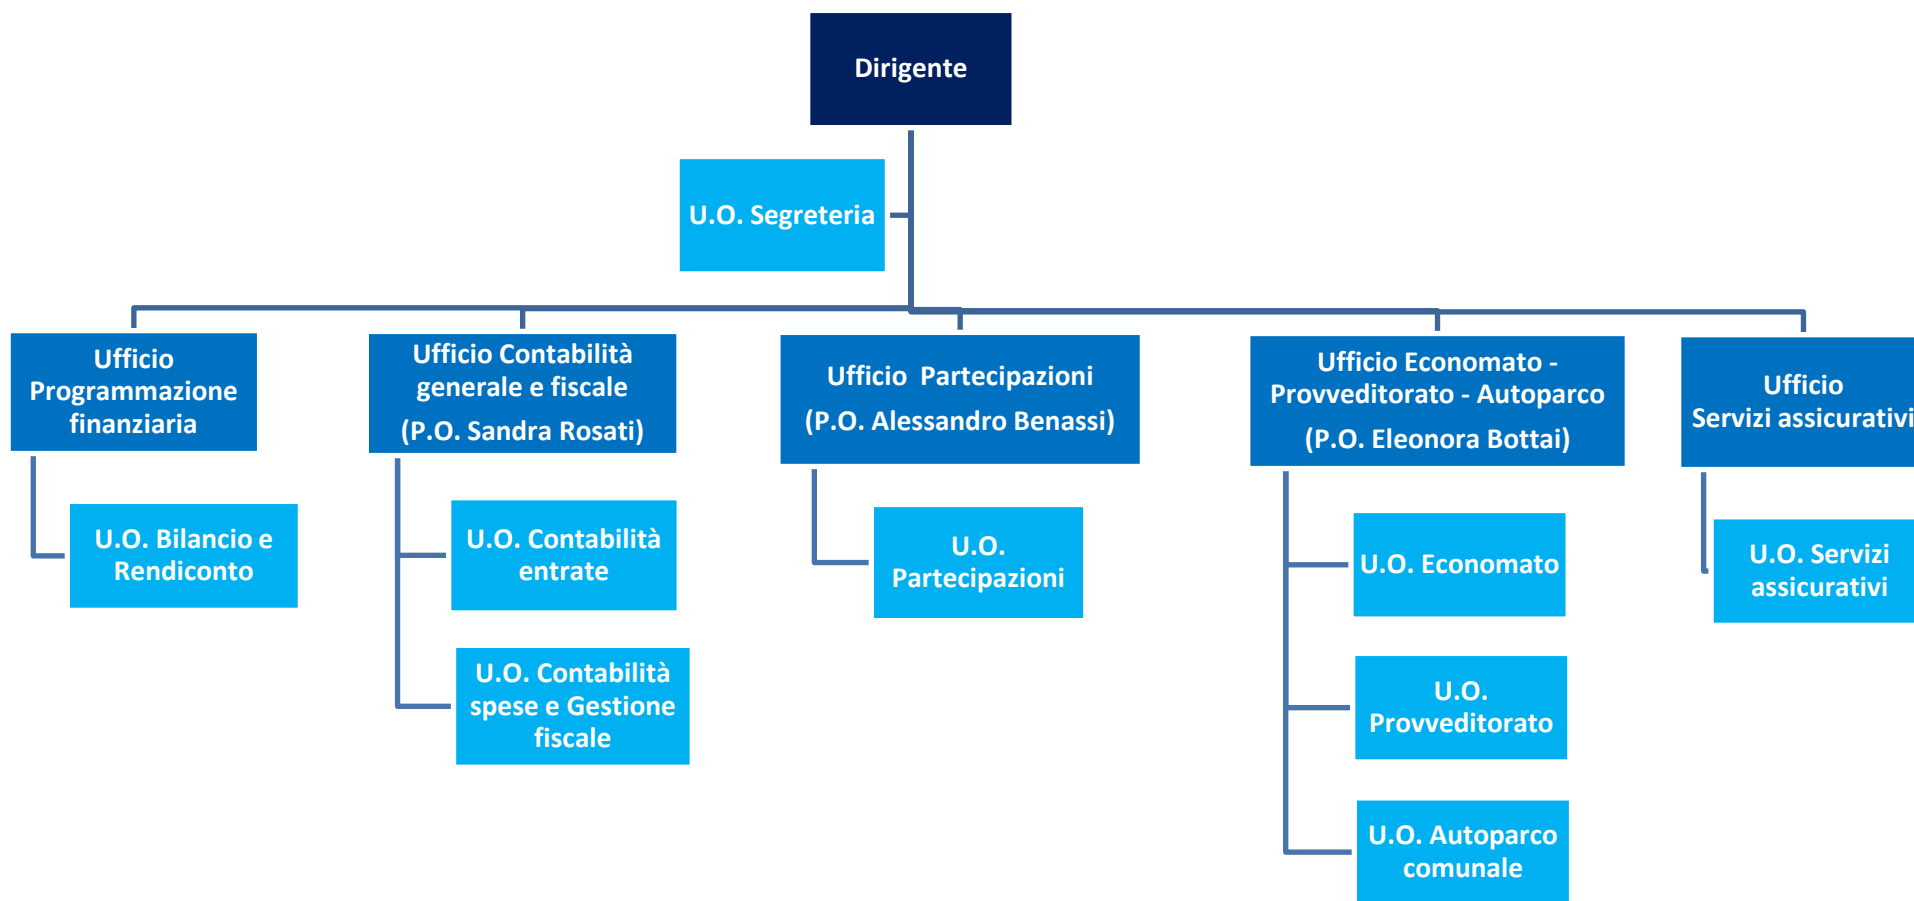 Dirigente
U.O. Segreteria
Ufficio
Programmazione
finanziaria
Ufficio Contabilità
generale e fiscale
(P.O. Sandra Rosati)
Ufficio Partecipazioni
(P.O. Alessandro Benassi)
Ufficio Economato -
Provveditorato - Autoparco
(P.O. Eleonora Bottai)
Ufficio
Servizi assicurativi
U.O. Bilancio e
Rendiconto
U.O. Contabilità
entrate
U.O. Contabilità
spese e Gestione
fiscale
U.O.
Partecipazioni
U.O. Economato
U.O.
Provveditorato
U.O. Autoparco
comunale
U.O. Servizi
assicurativi